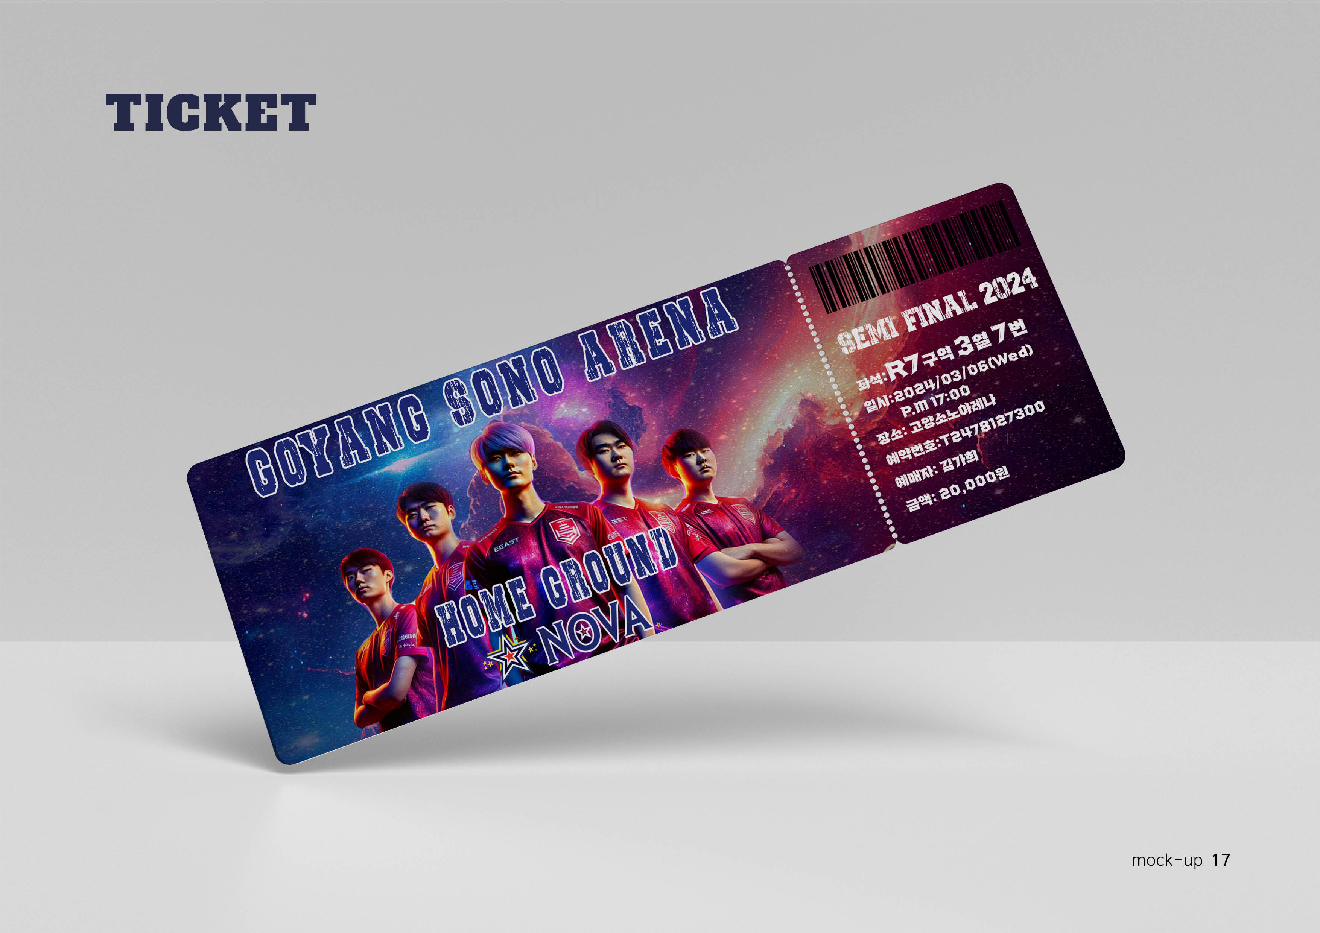 TICKET
GOYANG SONO ARENA
HOME GROUND
NOVA
SEMI FINAL 2024
좌석:R7구역 3열 7번
일시:2024/03/06(Wed)
P.m 17:00
장소: 고양소노아레나
예약번호:T2478127300
예매자: 김가희
금액: 20,000원
mock-up 17